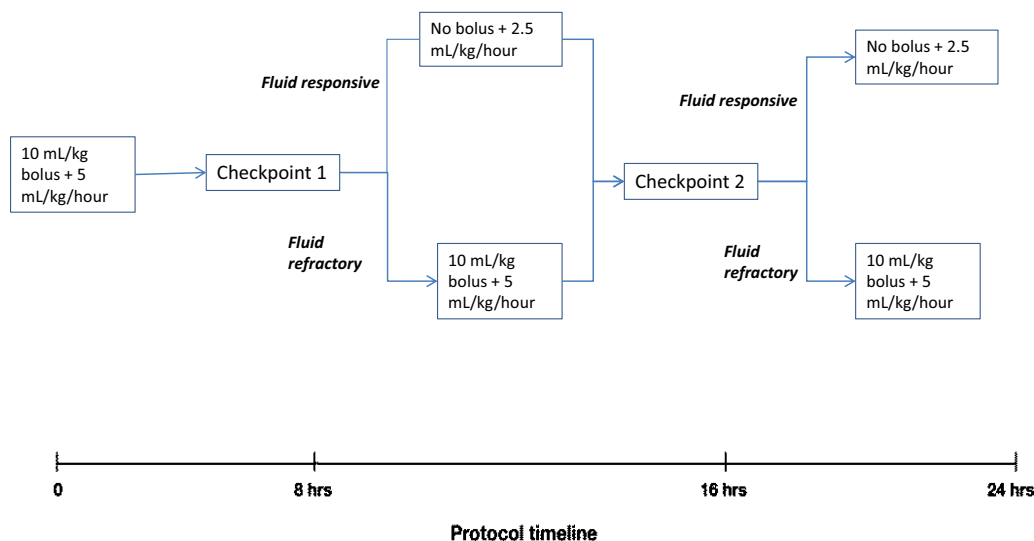 10 mL/kg
bolus + 5
mL/kg/hour
Checkpoint 1
Fluid responsive
Fluid
refractory
No bolus + 2.5
mL/kg/hour
10 mL/kg
bolus + 5
mL/kg/hour
Checkpoint 2
Fluid responsive
Fluid
refractory
No bolus + 2.5
mL/kg/hour
10 mL/kg
bolus + 5
mL/kg/hour
0
8 hrs
16 hrs
24 hrs
Protocol timeline